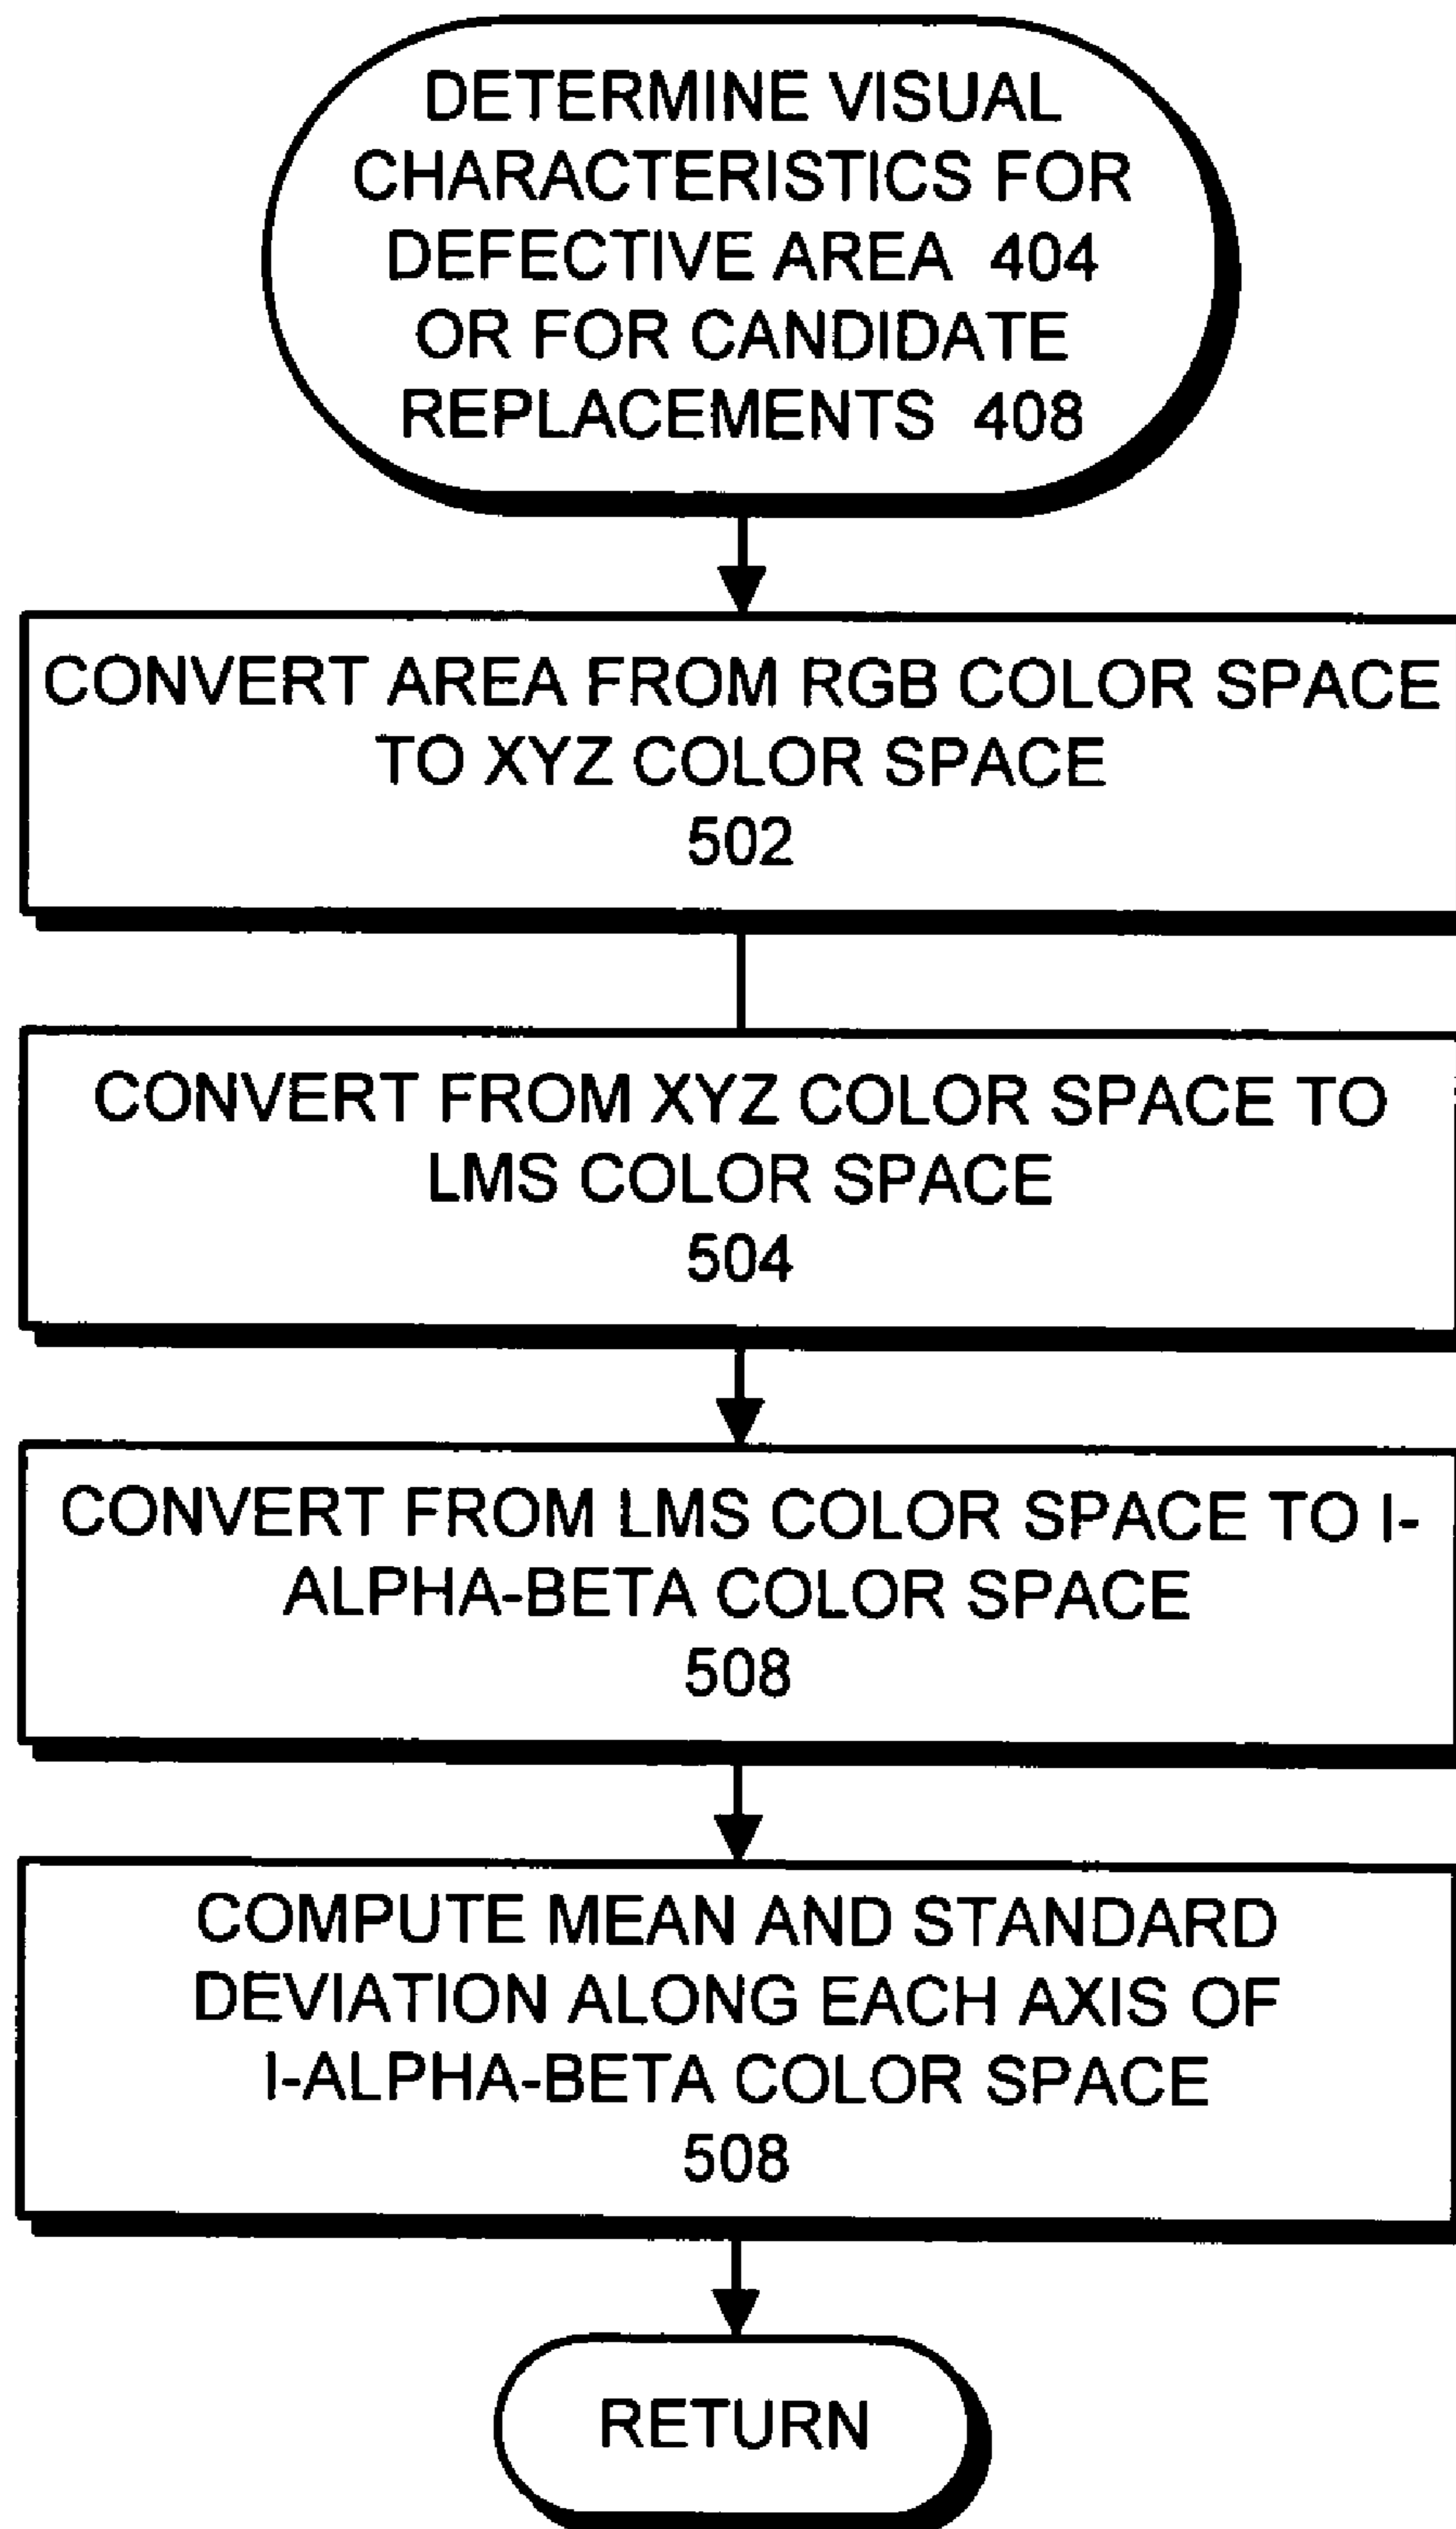 DETERMINE VISUAL
CHARACTERISTICS FOR
DEFECTIVE AREA 404
OR FOR CANDIDATE
REPLACEMENTS 408
CONVERT AREA FROM RGB COLOR SPACE
TO XYZ COLOR SPACE
502
CONVERT FROM XYZ COLOR SPACE TO
LMS COLOR SPACE
504
CONVERT FROM LMS COLOR SPACE TO I-
ALPHA-BETA COLOR SPACE
508
COMPUTE MEAN AND STANDARD
DEVIATION ALONG EACH AXIS OF
I-ALPHA-BETA COLOR SPACE
508
RETURN